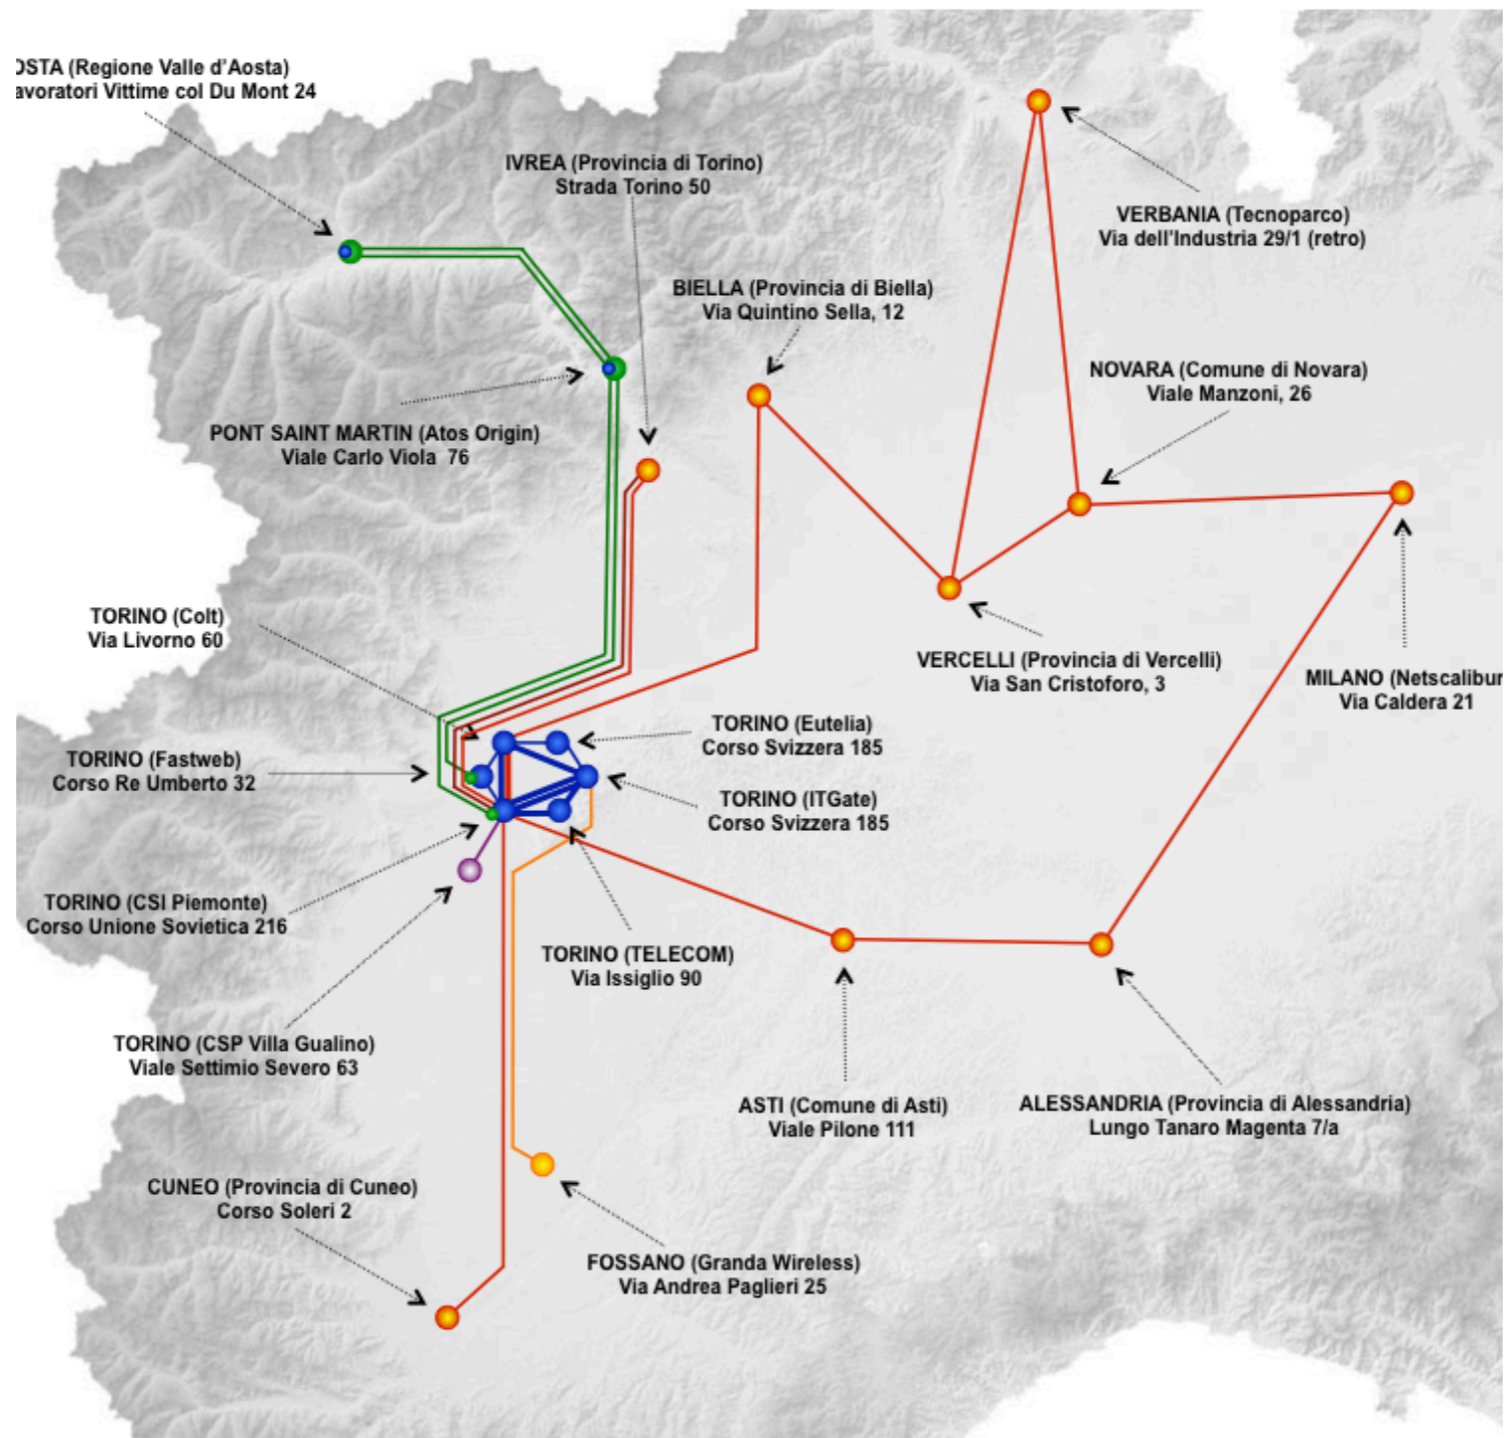 OSTA (Regione Valle d'Aosta)
avoratori Vittime col Du Mont 24
IVREA (Provincia di Torino)
Strada Torino 50
VERBANIA (Tecnoparco)
Via dell'Industria 29/1 (retro)
BIELLA (Provincia di Biella)
Via Quintino Sella, 12
NOVARA (Comune di Novara)
Viale Manzoni, 26
PONT SAINT MARTIN (Atos Origin)
Viale Carlo Viola 76
TORINO (Colt)
Via Livorno 60
VERCELLI (Provincia di Vercelli)
Via San Cristoforo, 3
MILANO (Netscalibur
Via Caldera 21
TORINO (Eutelia)
Corso Svizzera 185
TORINO (Fastweb)
Corso Re Umberto 32
TORINO (ITGate)
Corso Svizzera 185
TORINO (CSI Piemonte)
Corso Unione Sovietica 216
TORINO (TELECOM)
Via Issiglio 90
TORINO (CSP Villa Gualino)
Viale Settimio Severo 63
ASTI (Comune di Asti)
Viale Pilone 111
ALESSANDRIA (Provincia di Alessandria)
Lungo Tanaro Magenta 7/a
CUNEO (Provincia di Cuneo)
Corso Soleri 2
FOSSANO (Granda Wireless)
Via Andrea Paglieri 25